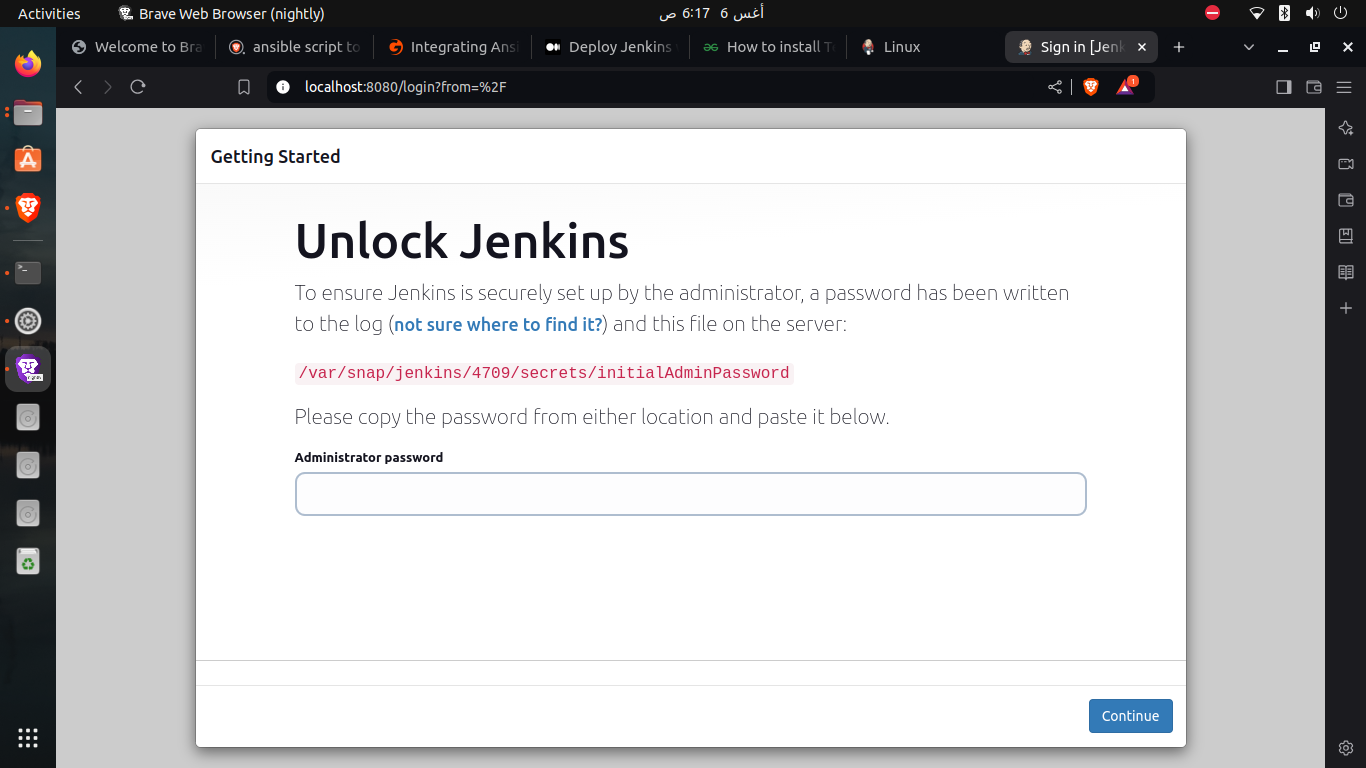 Activities
Brave Web Browser (nightly)
أغس 6 6:17 ص
Welcome to Bra
ansible script to
Integrating Ansi
Deploy Jenkins
How to install Te
Linux
Sign in [Jenk
localhost:8080/login?from=%2F
1
Getting Started
Unlock Jenkins
To ensure Jenkins is securely set up by the administrator, a password has been written
to the log (not sure where to find it?) and this file on the server:
/var/snap/jenkins/4709/secrets/initialAdminPassword
Please copy the password from either location and paste it below.
Administrator password
Continue